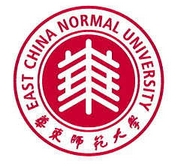 EAST CHINA NORMAL UNIVERSITY
華東師範大學